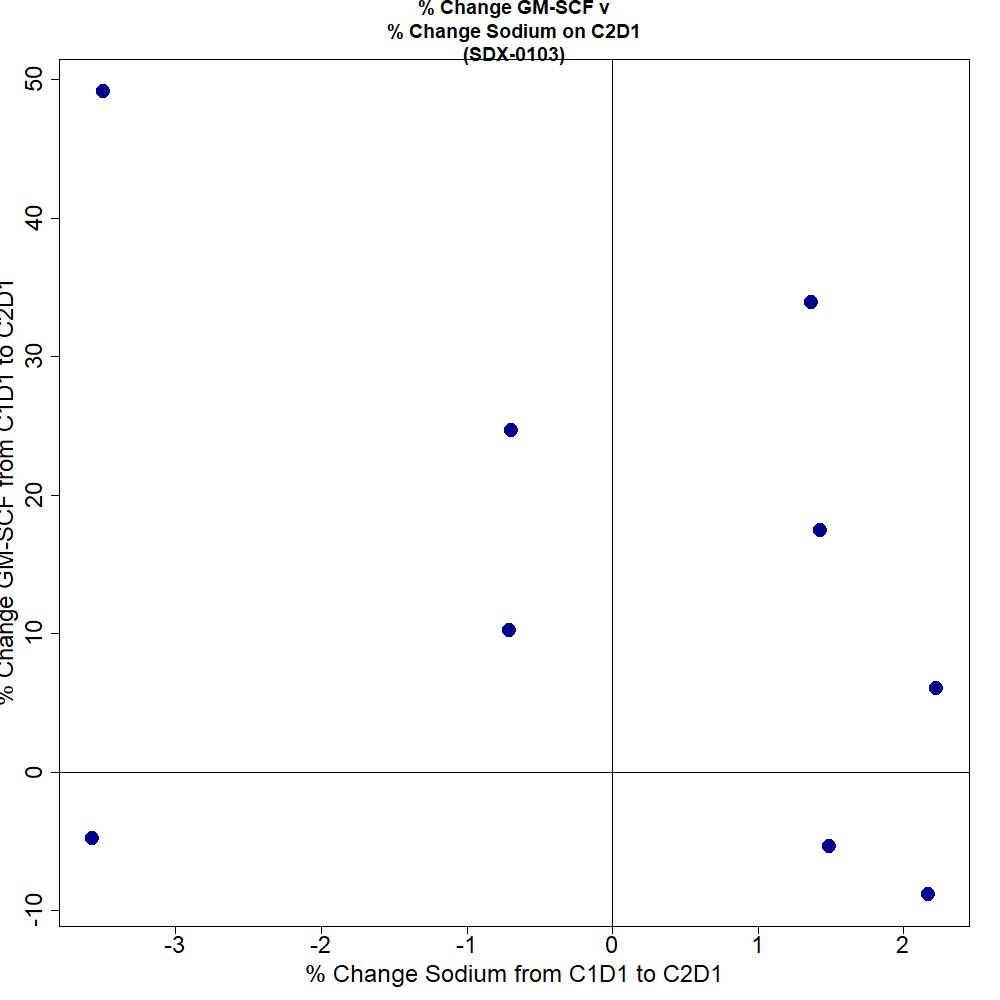 % Change GM-SCF v
% Change Sodium on C2D1
(SDX-0103)
% Change GM-SCF from C1D1 to C2D1
50
40
30
20
10
0
-10
-3
-2
-1
0
1
2
% Change Sodium from C1D1 to C2D1